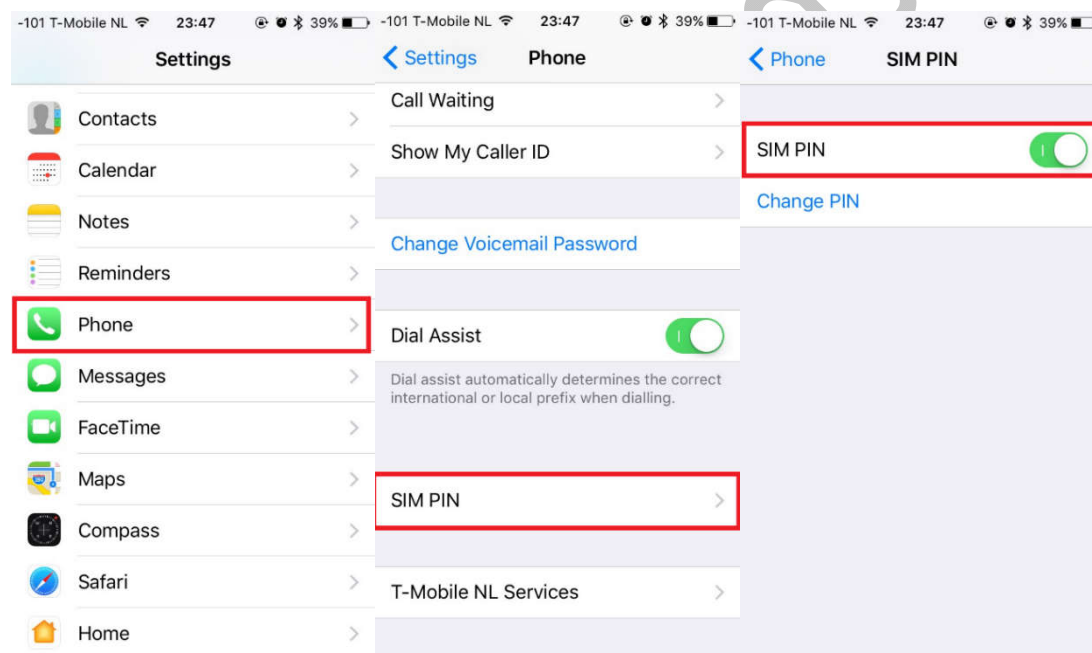 -101 T-Mobile NL 23:47 39%
Settings
Contacts
Calendar
Notes
Reminders
Phone
Messages
FaceTime
Maps
Compass
Safari
Home
-101 T-Mobile NL 23:47 39%
Settings Phone
Call Waiting
Show My Caller ID
Change Voicemail Password
Dial Assist
Dial assist automatically determines the correct
international or local prefix when dialling.
SIM PIN
T-Mobile NL Services
-101 T-Mobile NL 23:47 39%
Phone SIM PIN
SIM PIN
Change PIN